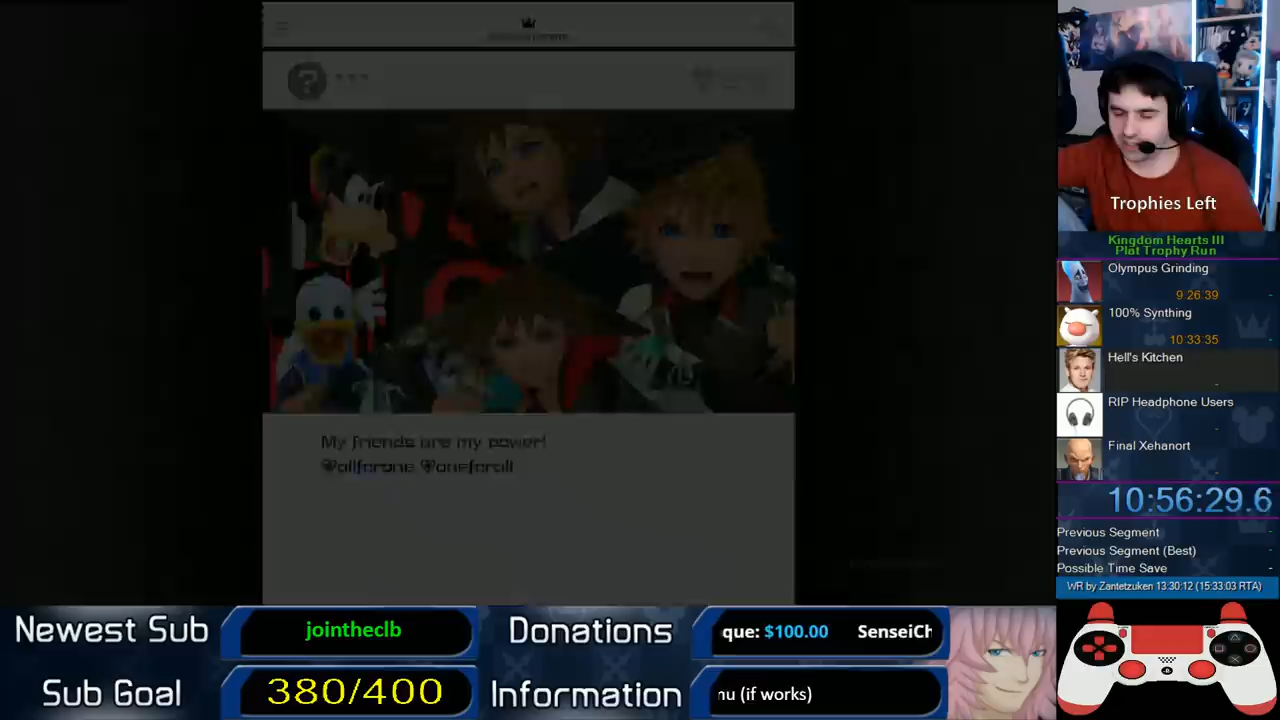 My friends are my power!
allforone oneforall
Trophies Left
Kingdom Hearts III
Plat Trophy Run
Olympus Grinding
9:26:39 -
100% Synthing
10:33:35 -
Hell's Kitchen
-
RIP Headphone Users
-
Final Xehanort
-
10:56:29.6
Previous Segment -
Previous Segment (Best) -
Possible Time Save -
WR by Zantetzuken 13:30:12 (15:33:03 RTA)
Newest Sub
jointheclb
Donations
que: $100.00 SenseiCh
Sub Goal
380/400
Information
nu (if works)